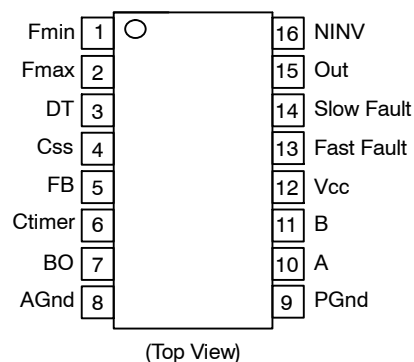 Fmin 1 16 NINV
Fmax 2 15 Out
DT 3 14 Slow Fault
Css 4 13 Fast Fault
FB 5 12 Vcc
Ctimer 6 11 B
BO 7 10 A
AGnd 8 9 PGnd
(Top View)